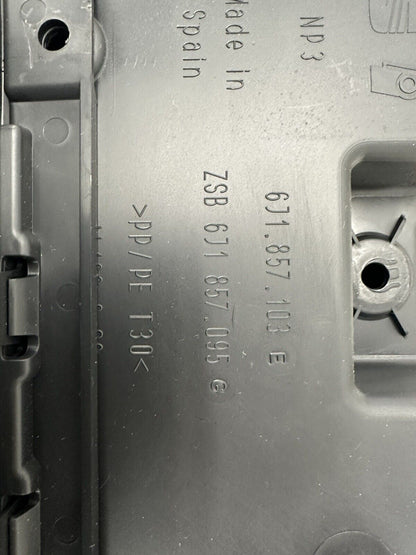 NP3
Made in
Spain
6J1.857.103 E
ZSB 6J1 857.095 C
>PP/PE T30<